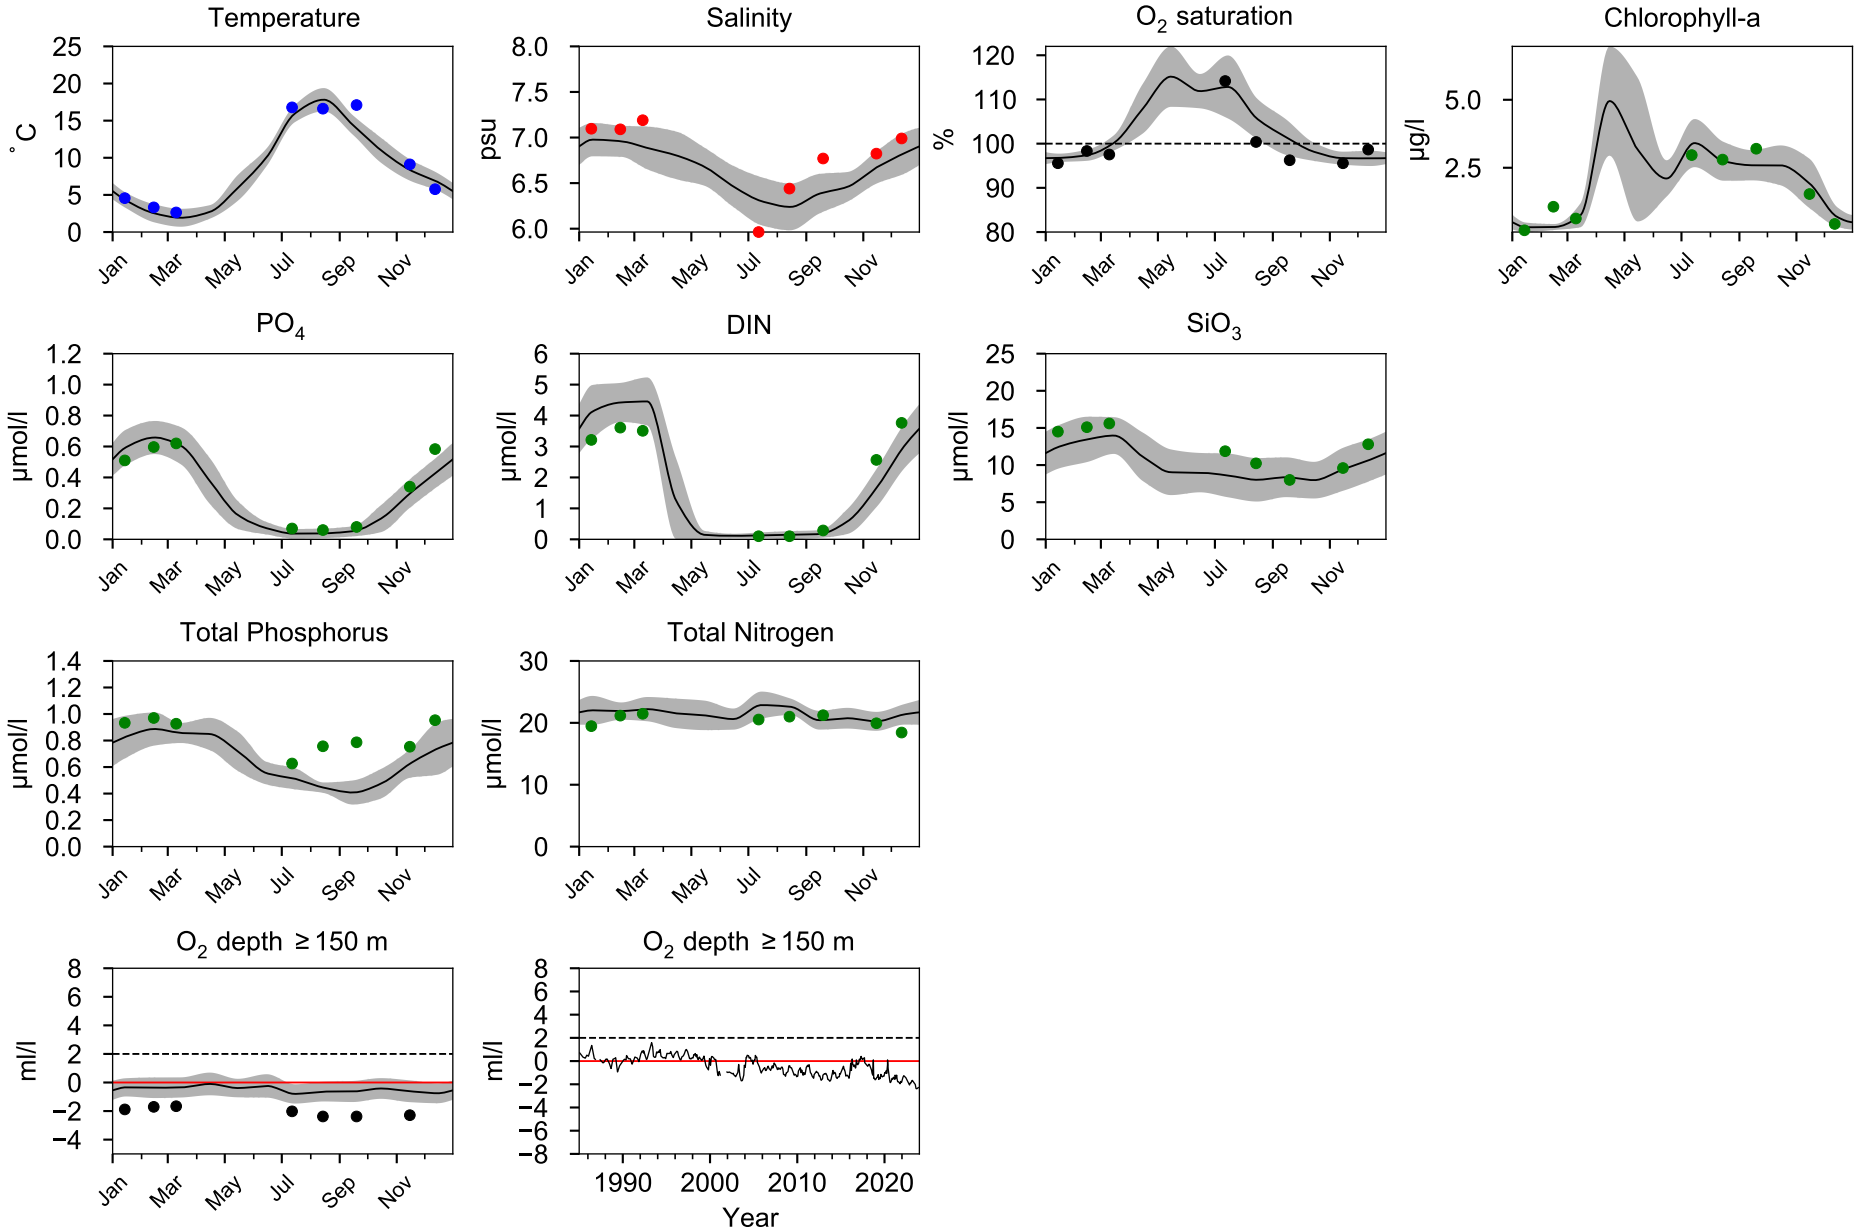 Temperature
25
20
15
10
5
0
°C
Jan
Mar
May
Jul
Sep
Nov
Salinity
8.0
7.5
7.0
6.5
6.0
psu
Jan
Mar
May
Jul
Sep
Nov
O2 saturation
120
110
100
90
80
%
Jan
Mar
May
Jul
Sep
Nov
Chlorophyll-a
5.0
2.5
µg/l
Jan
Mar
May
Jul
Sep
Nov
PO4
1.2
1.0
0.8
0.6
0.4
0.2
0.0
µmol/l
Jan
Mar
May
Jul
Sep
Nov
DIN
6
5
4
3
2
1
0
µmol/l
Jan
Mar
May
Jul
Sep
Nov
SiO3
25
20
15
10
5
0
µmol/l
Jan
Mar
May
Jul
Sep
Nov
Total Phosphorus
1.4
1.2
1.0
0.8
0.6
0.4
0.2
0.0
µmol/l
Jan
Mar
May
Jul
Sep
Nov
Total Nitrogen
30
20
10
0
µmol/l
Jan
Mar
May
Jul
Sep
Nov
O2 depth ≥ 150 m
8
6
4
2
0
−2
−4
ml/l
Jan
Mar
May
Jul
Sep
Nov
O2 depth ≥ 150 m
8
6
4
2
0
−2
−4
−6
−8
ml/l
1990
2000
2010
2020
Year